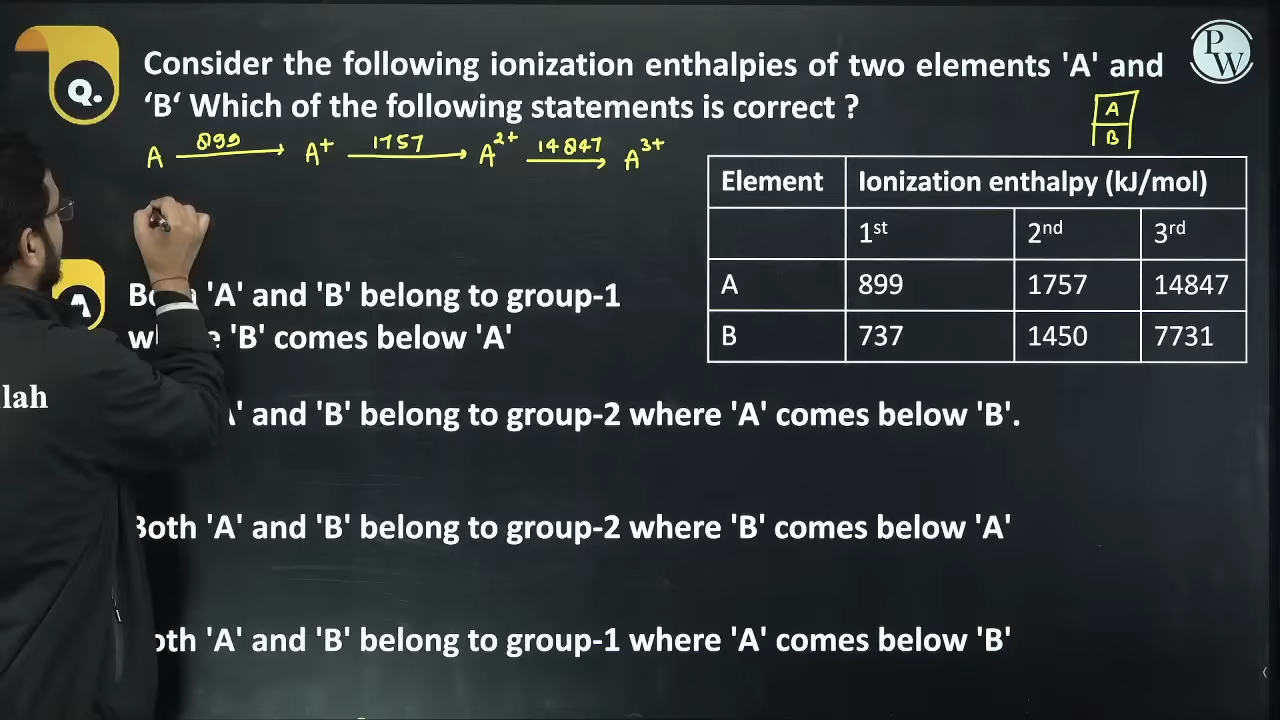 Q.
Consider the following ionization enthalpies of two elements 'A' and
‘B‘ Which of the following statements is correct ?
PW
A
B
A 899 A+ 1757 A2+ 14847 A3+
Element Ionization enthalpy (kJ/mol)
1st 2nd 3rd
A 899 1757 14847
B 737 1450 7731
'A' and 'B' belong to group-1
'B' comes below 'A'
lah
and 'B' belong to group-2 where 'A' comes below 'B'.
Both 'A' and 'B' belong to group-2 where 'B' comes below 'A'
'A' and 'B' belong to group-1 where 'A' comes below 'B'